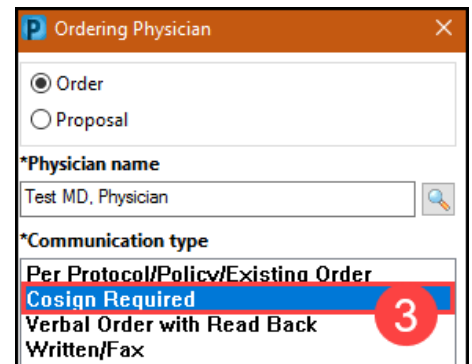 Ordering Physician
Order
Proposal
*Physician name
Test MD, Physician
*Communication type
Per Protocol/Policy/Existing Order
Cosign Required
3
Verbal Order with Read Back
Written/Fax